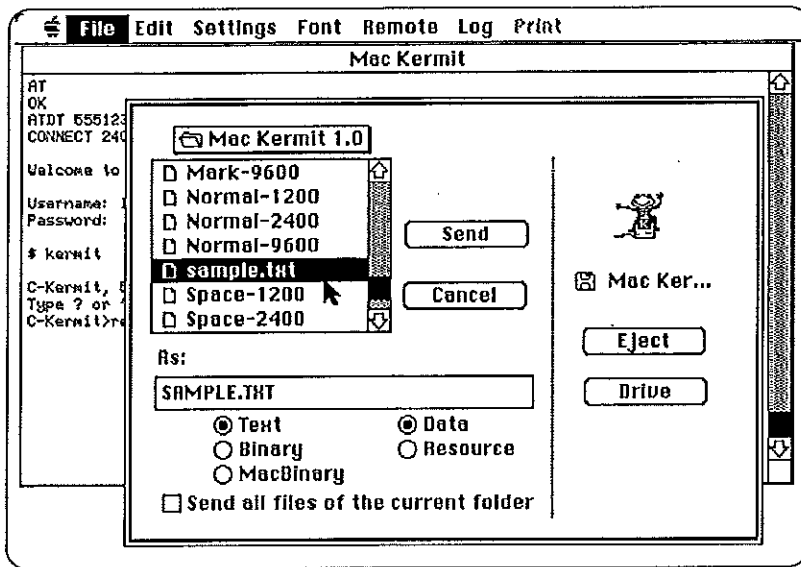 File Edit Settings Font Remote Log Print
Mac Kermit
AT
OK
ATDT 555123
CONNECT 240
Welcome to
Username:
Password:
$ kermit
C-Kermit,
Type ? or
C-Kermit>re
Mac Kermit 1.0
Mark-9600
Normal-1200
Normal-2400
Normal-9600
sample.txt
Space-1200
Space-2400
Send
Cancel
As:
SAMPLE.TXT
Text
Binary
MacBinary
Data
Resource
Send all files of the current folder
Mac Ker...
Eject
Drive